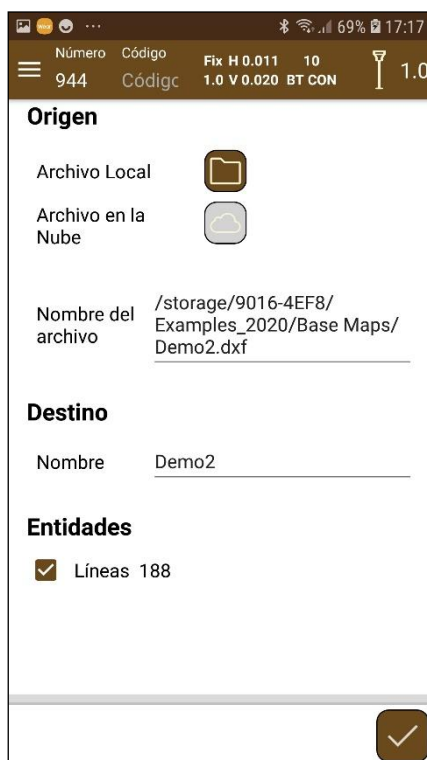 69% 17:17
Número Código Fix H 0.011 10
944 Código 1.0 V 0.020 BT CON 1.0
Origen
Archivo Local
Archivo en la
Nube
Nombre del
archivo
/storage/9016-4EF8/
Examples_2020/Base Maps/
Demo2.dxf
Destino
Nombre Demo2
Entidades
Líneas 188